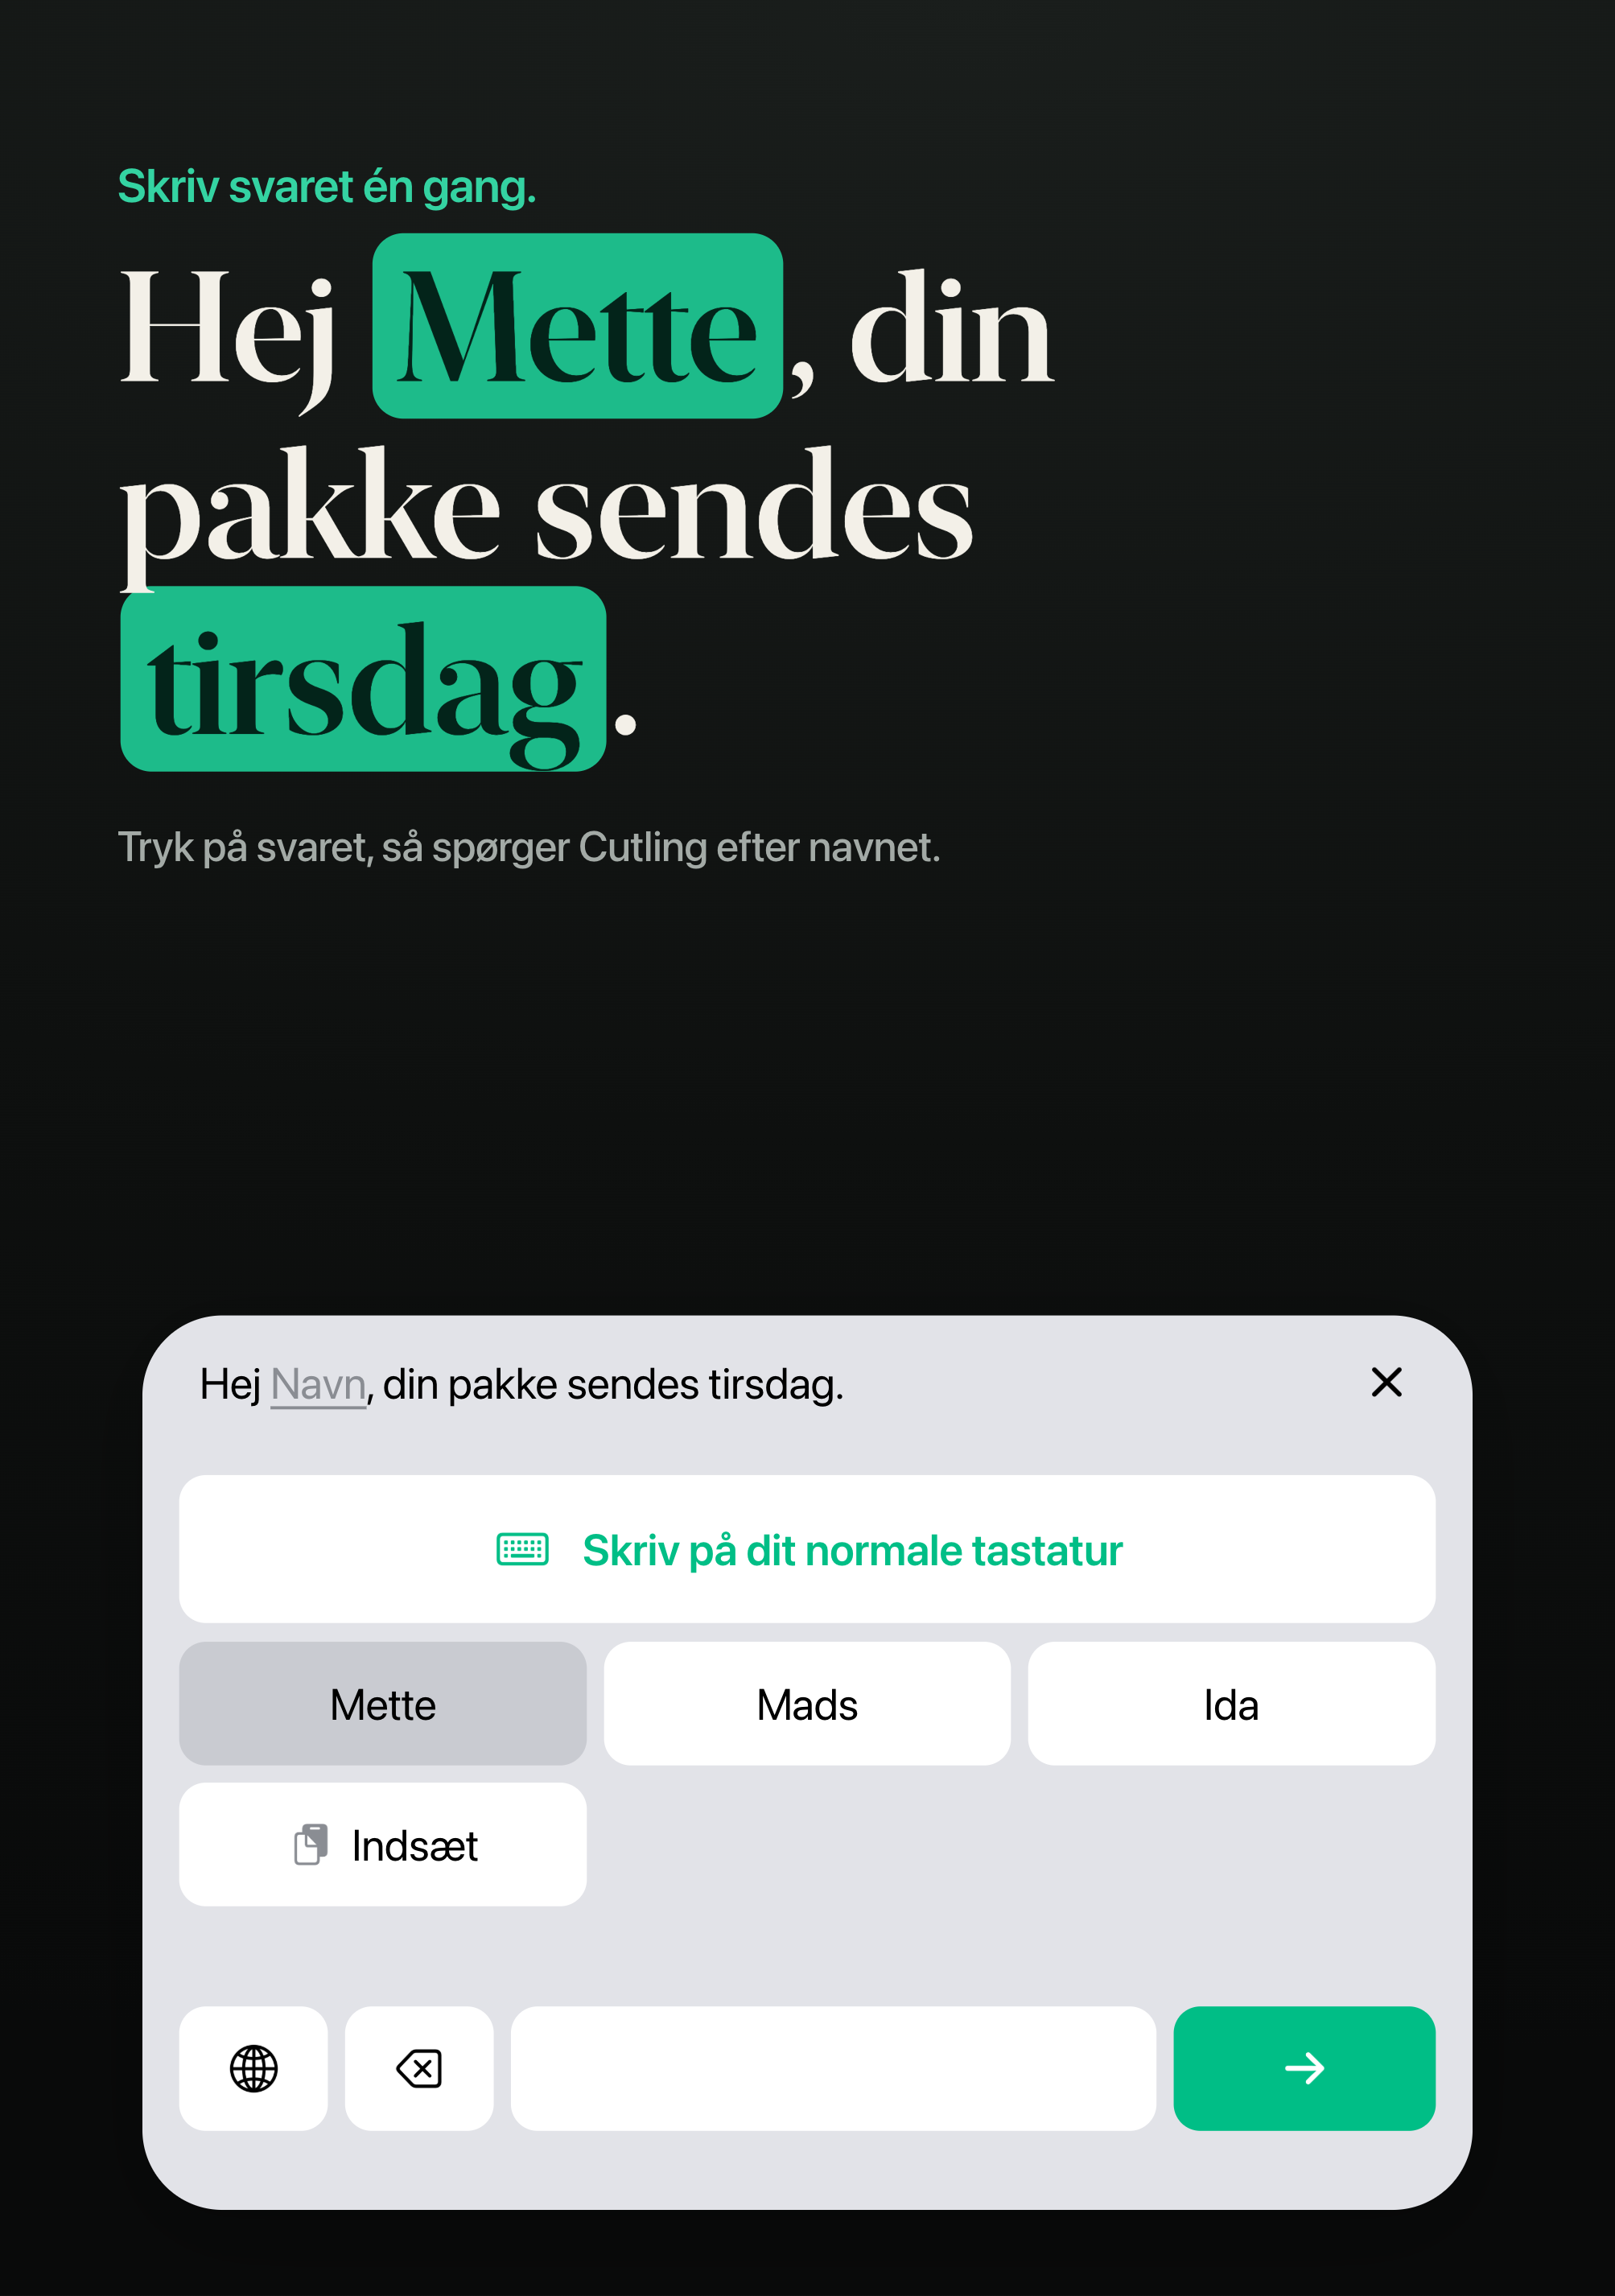 Skriv svaret én gang.
Hej Mette, din
pakke sendes
tirsdag.
Tryk på svaret, så spørger Cutling efter navnet.
Hej Navn, din pakke sendes tirsdag.
Skriv på dit normale tastatur
Mette Mads Ida
Indsæt